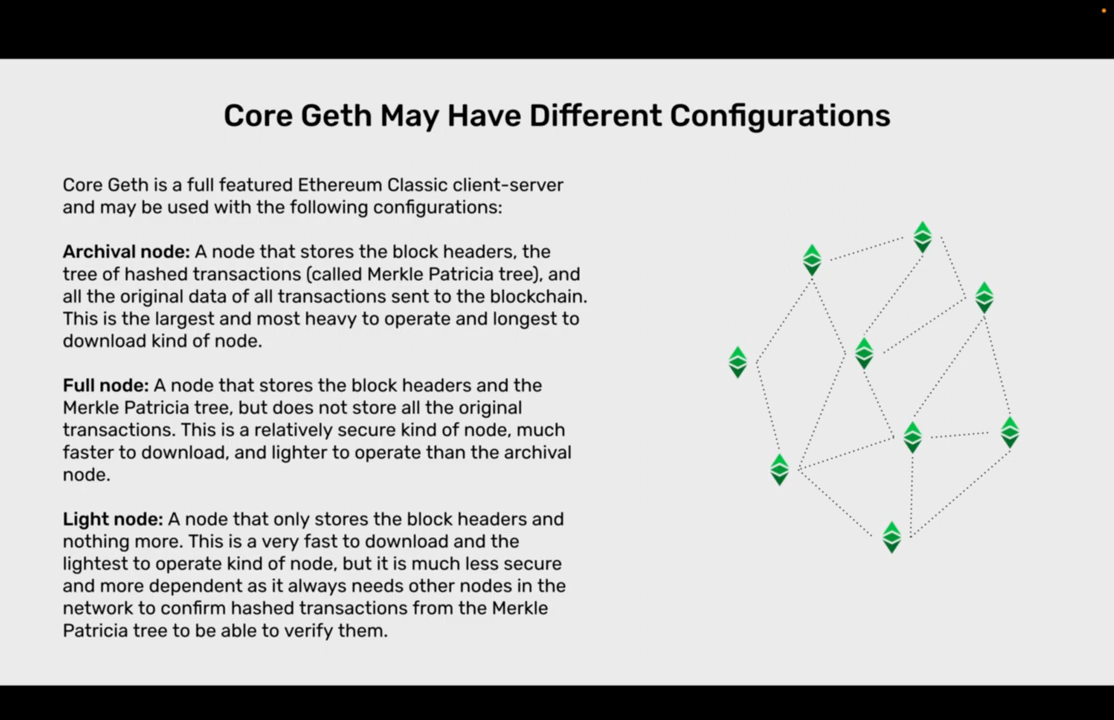 Core Geth May Have Different Configurations
Core Geth is a full featured Ethereum Classic client-server
and may be used with the following configurations:
Archival node: A node that stores the block headers, the
tree of hashed transactions (called Merkle Patricia tree), and
all the original data of all transactions sent to the blockchain.
This is the largest and most heavy to operate and longest to
download kind of node.
Full node: A node that stores the block headers and the
Merkle Patricia tree, but does not store all the original
transactions. This is a relatively secure kind of node, much
faster to download, and lighter to operate than the archival
node.
Light node: A node that only stores the block headers and
nothing more. This is a very fast to download and the
lightest to operate kind of node, but it is much less secure
and more dependent as it always needs other nodes in the
network to confirm hashed transactions from the Merkle
Patricia tree to be able to verify them.